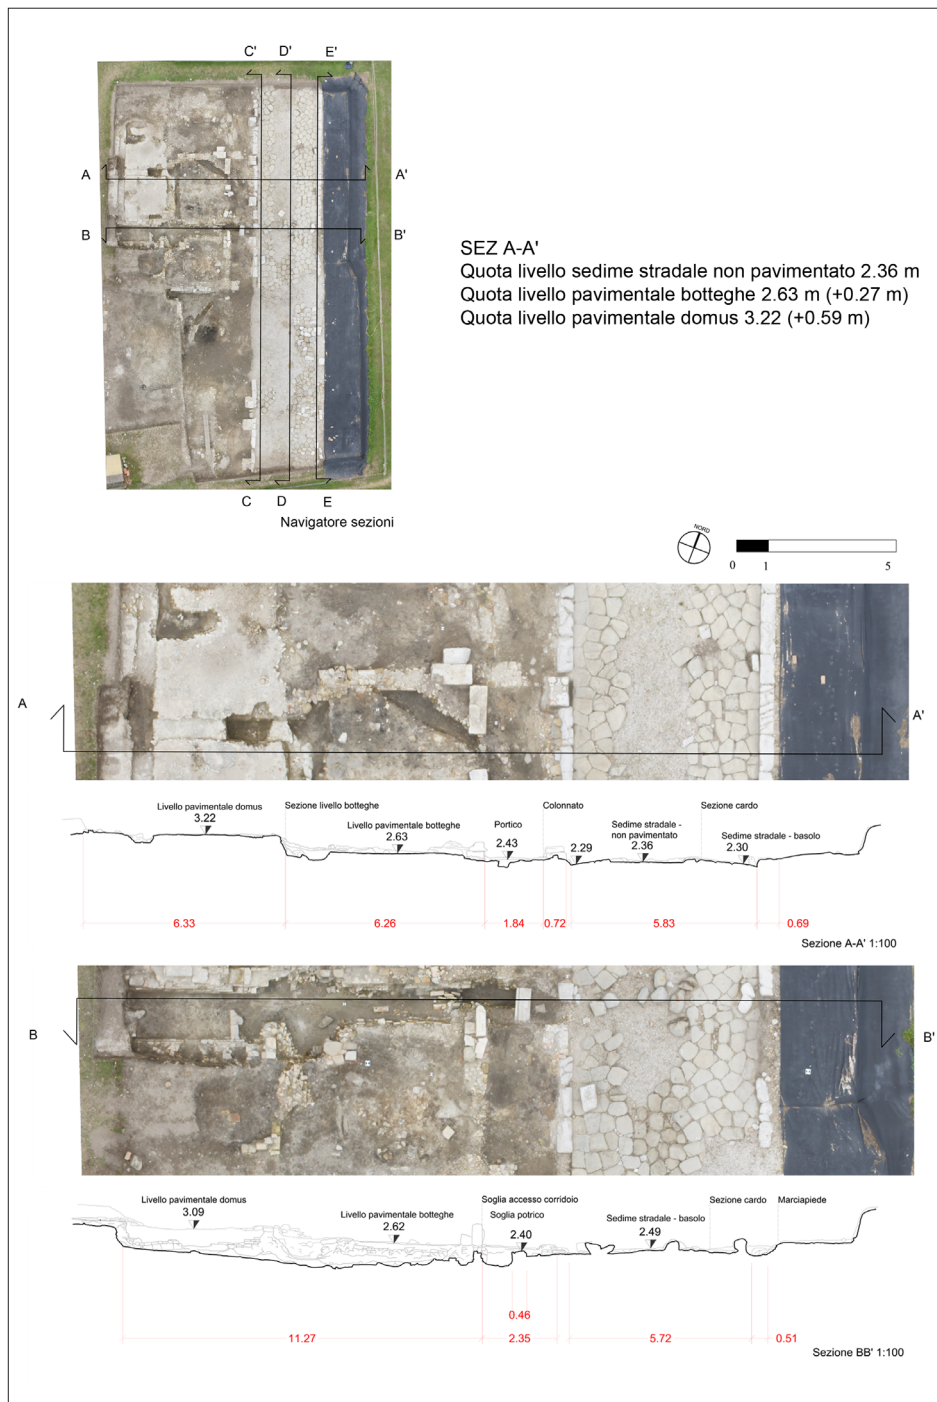 C' D' E'
A A'
B B'
C D E
Navigatore sezioni
SEZ A-A'
Quota livello sedime stradale non pavimentato 2.36 m
Quota livello pavimentale botteghe 2.63 m (+0.27 m)
Quota livello pavimentale domus 3.22 (+0.59 m)
NORD
0 1 5
A A'
Livello pavimentale domus
3.22
Sezione livello botteghe
Livello pavimentale botteghe
2.63
Portico
2.43
Colonnato
2.29
Sedime stradale -
non pavimentato
2.36
Sezione cardo
Sedime stradale - basolo
2.30
6.33 6.26 1.84 0.72 5.83 0.69
Sezione A-A' 1:100
B B'
Livello pavimentale domus
3.09
Livello pavimentale botteghe
2.62
Soglia accesso corridoio
Soglia potrico
2.40
Sedime stradale - basolo
2.49
Sezione cardo
Marciapiede
0.46
11.27 2.35 5.72 0.51
Sezione BB' 1:100